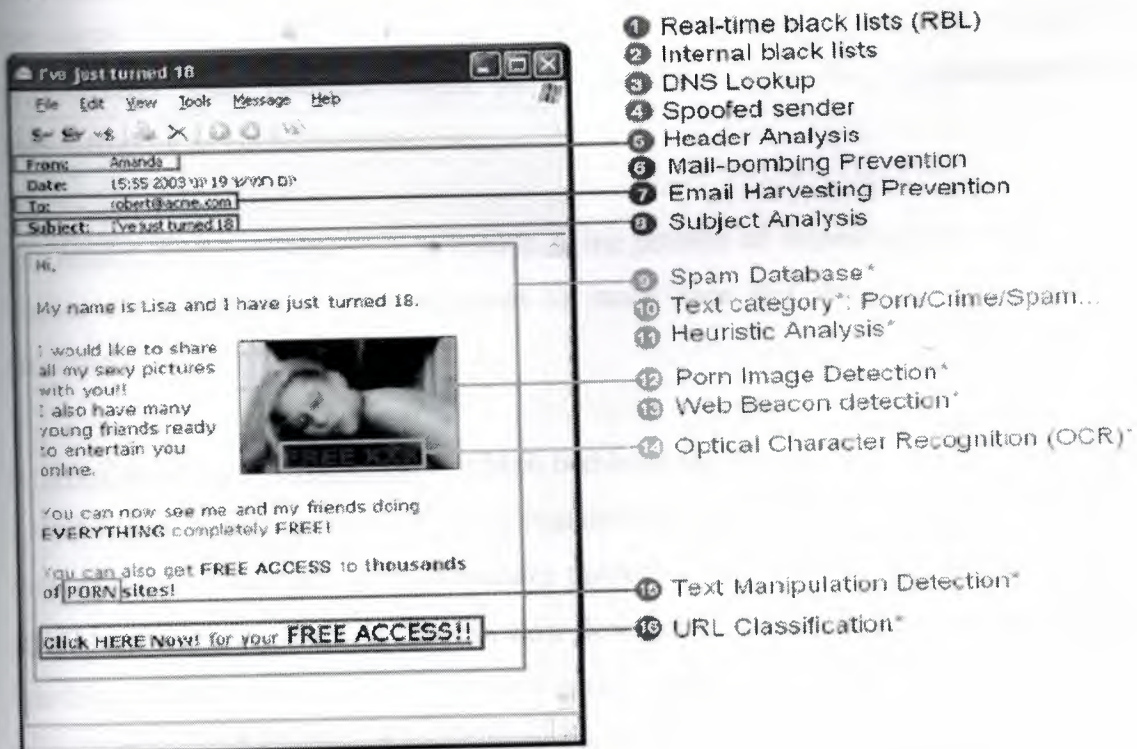 I've just turned 18
File Edit View Tools Message Help
From: Amanda
Date: יום חמישי 19 יוני 2003 15:55
To: robert@acme.com
Subject: I've just turned 18
Hi,
My name is Lisa and I have just turned 18.
I would like to share
all my sexy pictures
with you!!
I also have many
young friends ready
to entertain you
online.
FREE XXX
You can now see me and my friends doing
EVERYTHING completely FREE!
You can also get FREE ACCESS to thousands
of PORN sites!
Click HERE Now! for your FREE ACCESS!!
1 Real-time black lists (RBL)
2 Internal black lists
3 DNS Lookup
4 Spoofed sender
5 Header Analysis
6 Mail-bombing Prevention
7 Email Harvesting Prevention
8 Subject Analysis
9 Spam Database*
10 Text category*: Porn/Crime/Spam...
11 Heuristic Analysis*
12 Porn Image Detection*
13 Web Beacon detection*
14 Optical Character Recognition (OCR)*
15 Text Manipulation Detection*
16 URL Classification*